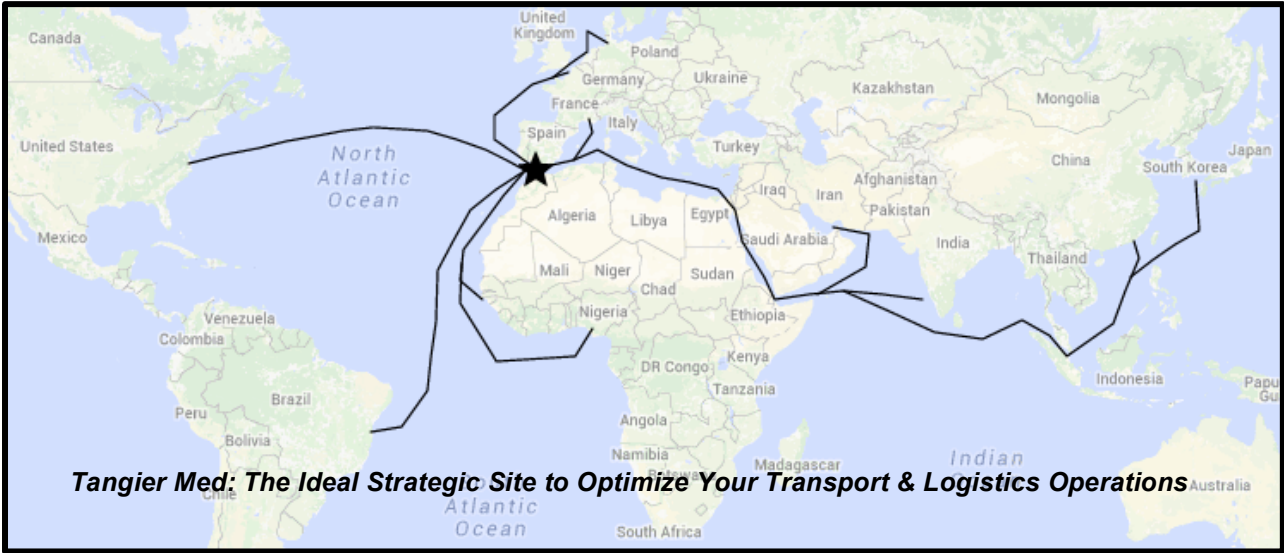 United
Kingdom
Canada
Poland
Germany
Ukraine
Kazakhstan
Mongolia
France
Italy
Spain
United States
North
Atlantic
Ocean
Turkey
China
South Korea
Japan
Iraq
Iran
Afghanistan
Pakistan
Algeria
Libya
Egypt
Mexico
Saudi Arabia
India
Thailand
Mali
Niger
Chad
Sudan
Venezuela
Colombia
Nigeria
Ethiopia
Kenya
DR Congo
Indonesia
Tanzania
Brazil
Peru
Angola
Bolivia
Namibia
Madagascar
Indian
Tangier Med: The Ideal Strategic Site to Optimize Your Transport & Logistics Operations
Australia
Chile
Atlantic
Ocean
South Africa